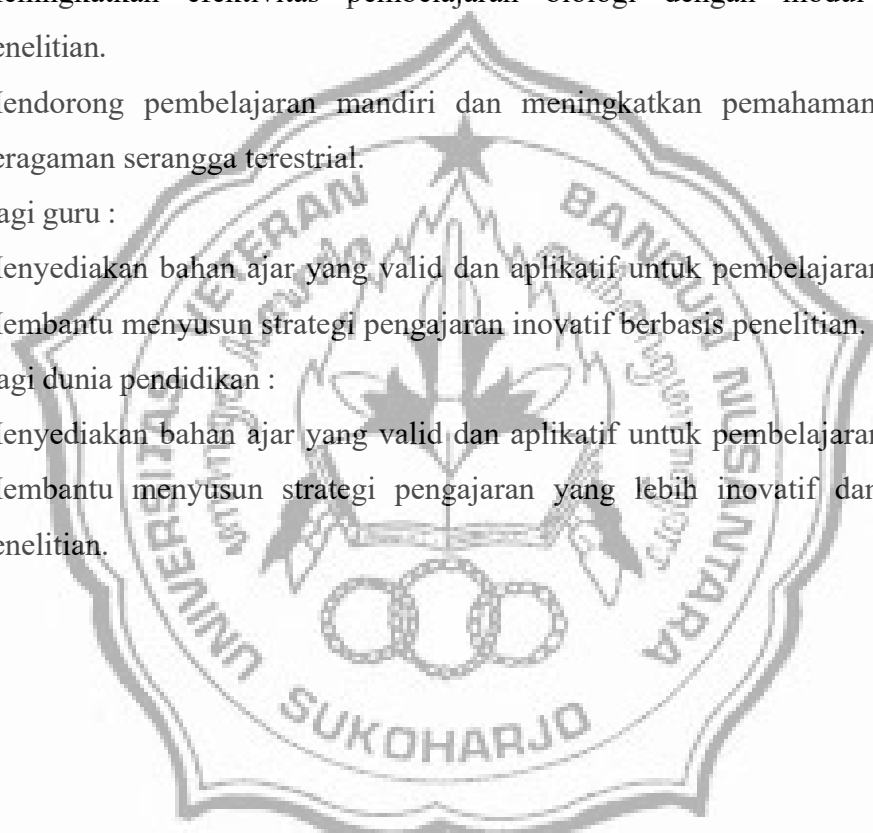 eningkatkan efektivitas pembelajaran biologi dengan modul
enelitian.
endorong pembelajaran mandiri dan meningkatkan pemahaman
eragaman serangga terestrial.
agi guru :
enyediakan bahan ajar yang valid dan aplikatif untuk pembelajaran
embantu menyusun strategi pengajaran inovatif berbasis penelitian.
agi dunia pendidikan :
enyediakan bahan ajar yang valid dan aplikatif untuk pembelajaran
embantu menyusun strategi pengajaran yang lebih inovatif dan
enelitian.
UNIVERSITAS VETERAN BANGUN NUSANTARA
SUKOHARJO